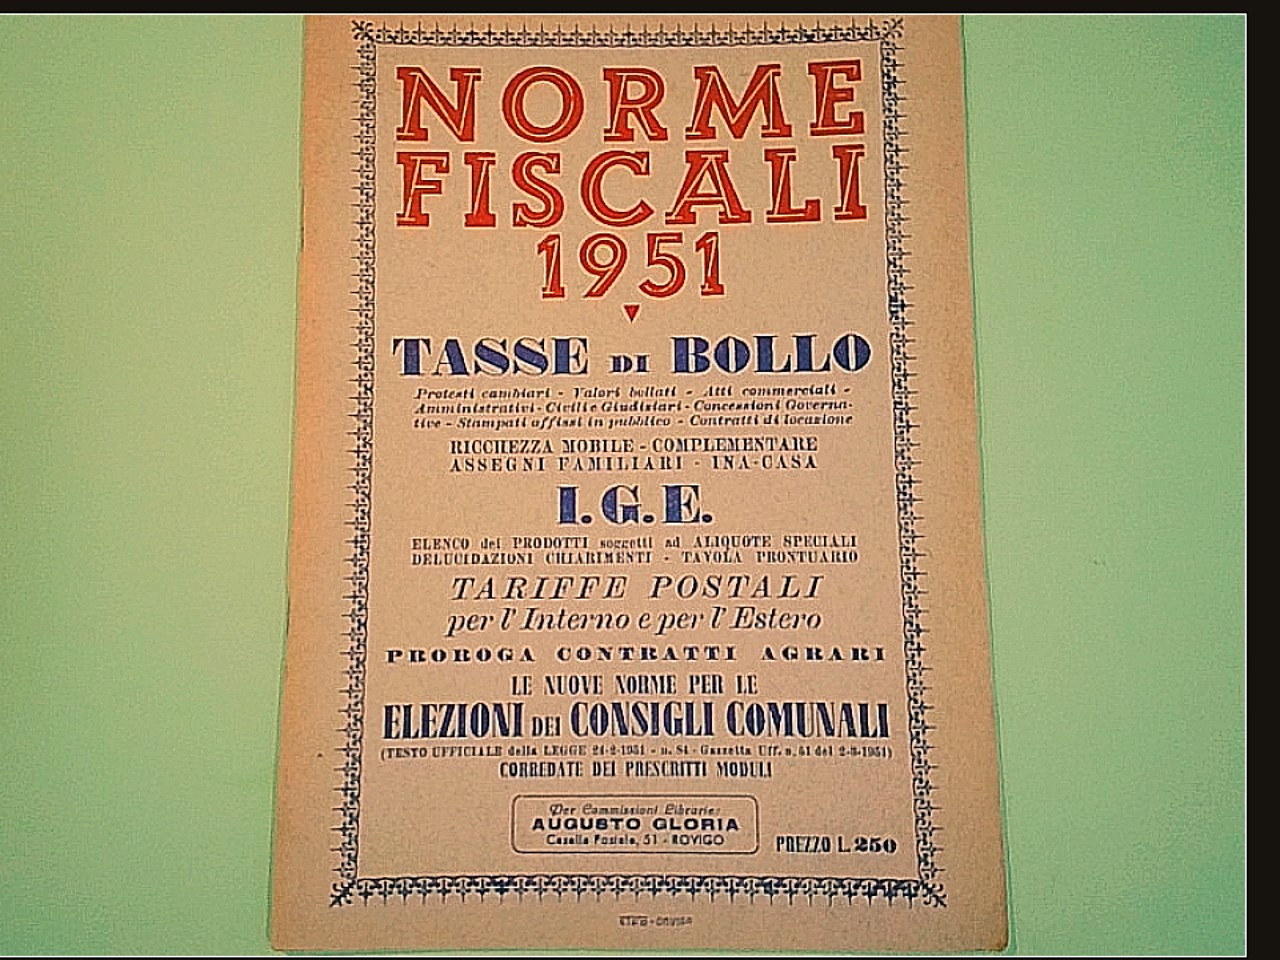 NORME
FISCALI
1951
TASSE DI BOLLO
Protesti cambiari - Valori bollati - Atti commerciali -
Amministrativi - Civili e Giudiziari - Concessioni Governa-
tive - Stampati affissi in pubblico - Contratti di locazione
RICCHEZZA MOBILE - COMPLEMENTARE
ASSEGNI FAMILIARI - INA-CASA
I.G.E.
ELENCO dei PRODOTTI soggetti ad ALIQUOTE SPECIALI
DELUCIDAZIONI CHIARIMENTI - TAVOLA PRONTUARIO
TARIFFE POSTALI
per l'Interno e per l'Estero
PROROGA CONTRATTI AGRARI
LE NUOVE NORME PER LE
ELEZIONI DEI CONSIGLI COMUNALI
(TESTO UFFICIALE della LEGGE 24-2-1951 - n. 84 - Gazzetta Uff. n. 51 del 2-3-1951)
CORREDATE DEI PRESCRITTI MODULI
Per Commissioni Librarie:
AUGUSTO GLORIA
Casella Postale, 51 - ROVIGO
PREZZO L. 250